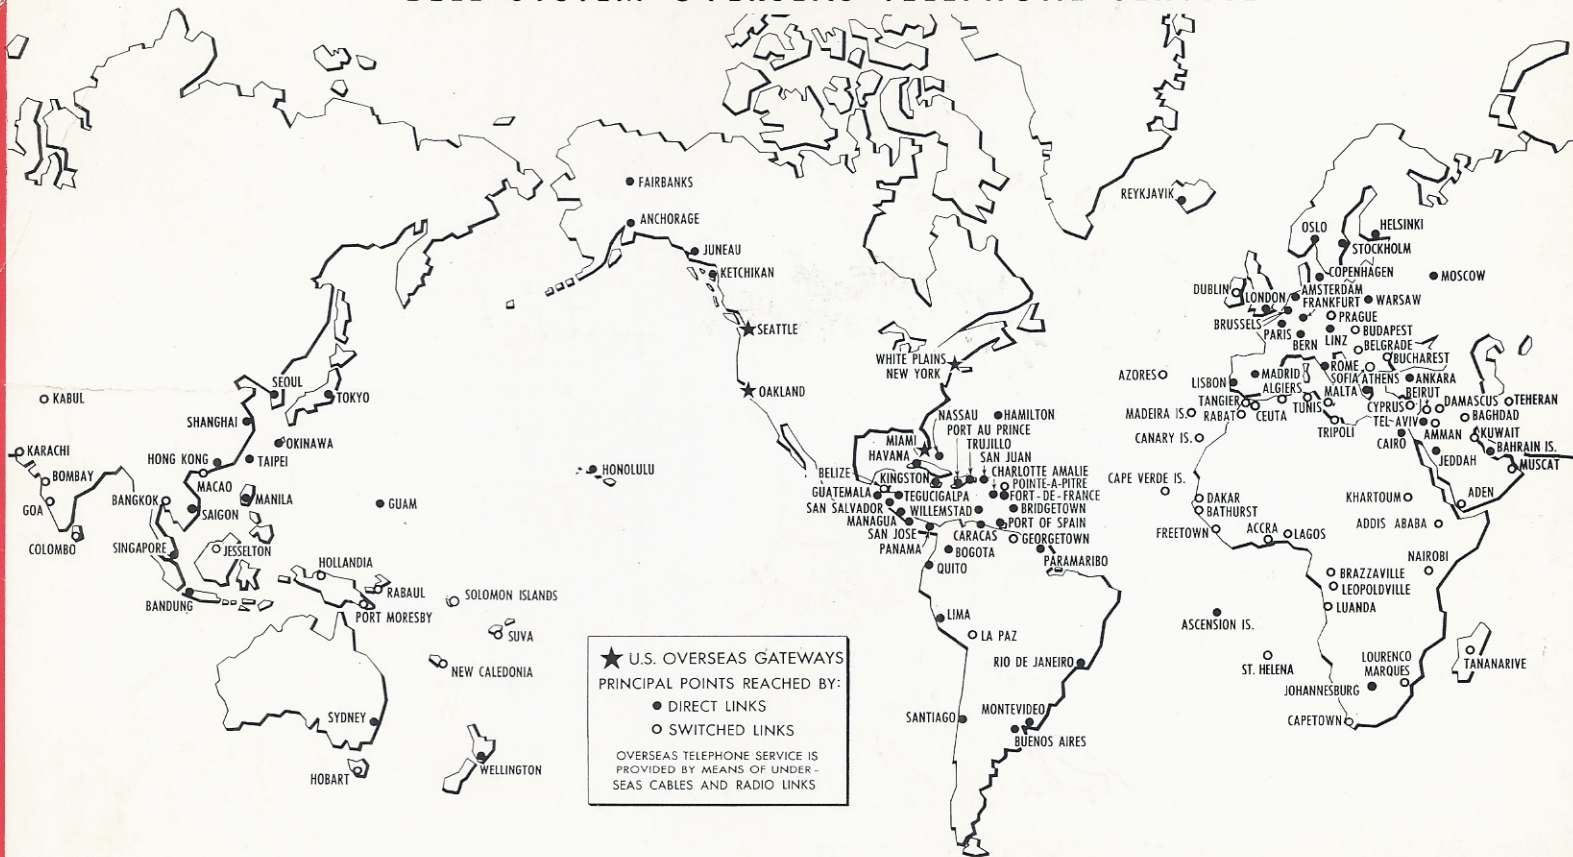 BELL SYSTEM OVERSEAS TELEPHONE SERVICE
FAIRBANKS
ANCHORAGE
JUNEAU
KETCHIKAN
SEATTLE
OAKLAND
WHITE PLAINS
NEW YORK
REYKJAVIK
OSLO
HELSINKI
STOCKHOLM
COPENHAGEN
MOSCOW
DUBLIN
LONDON
AMSTERDAM
FRANKFURT
WARSAW
BRUSSELS
PRAGUE
PARIS
LINZ
BUDAPEST
BERN
BELGRADE
BUCHAREST
AZORES
LISBON
MADRID
ROME
SOFIA
ATHENS
ANKARA
ALGIERS
MALTA
BEIRUT
TANGIER
CEUTA
TUNIS
CYPRUS
DAMASCUS
TEHERAN
MADEIRA IS.
RABAT
TRIPOLI
TEL-AVIV
BAGHDAD
CANARY IS.
CAIRO
AMMAN
KUWAIT
BAHRAIN IS.
JEDDAH
MUSCAT
CAPE VERDE IS.
DAKAR
BATHURST
KHARTOUM
ADEN
FREETOWN
ACCRA
LAGOS
ADDIS ABABA
NAIROBI
BRAZZAVILLE
LEOPOLDVILLE
LUANDA
ASCENSION IS.
ST. HELENA
LOURENCO
MARQUES
TANANARIVE
JOHANNESBURG
CAPETOWN
KABUL
SEOUL
TOKYO
SHANGHAI
OKINAWA
KARACHI
HONG KONG
TAIPEI
BOMBAY
MACAO
BANGKOK
MANILA
GOA
SAIGON
GUAM
HONOLULU
COLOMBO
SINGAPORE
JESSELTON
HOLLANDIA
BANDUNG
RABAUL
PORT MORESBY
SOLOMON ISLANDS
SUVA
NEW CALEDONIA
SYDNEY
HOBART
WELLINGTON
NASSAU
HAMILTON
PORT AU PRINCE
MIAMI
TRUJILLO
HAVANA
SAN JUAN
BELIZE
KINGSTON
CHARLOTTE AMALIE
POINTE-A-PITRE
GUATEMALA
TEGUCIGALPA
FORT-DE-FRANCE
SAN SALVADOR
WILLEMSTAD
BRIDGETOWN
MANAGUA
PORT OF SPAIN
SAN JOSE
CARACAS
GEORGETOWN
PANAMA
BOGOTA
PARAMARIBO
QUITO
LIMA
LA PAZ
RIO DE JANEIRO
SANTIAGO
MONTEVIDEO
BUENOS AIRES
U.S. OVERSEAS GATEWAYS
PRINCIPAL POINTS REACHED BY:
DIRECT LINKS
SWITCHED LINKS
OVERSEAS TELEPHONE SERVICE IS
PROVIDED BY MEANS OF UNDER-
SEAS CABLES AND RADIO LINKS